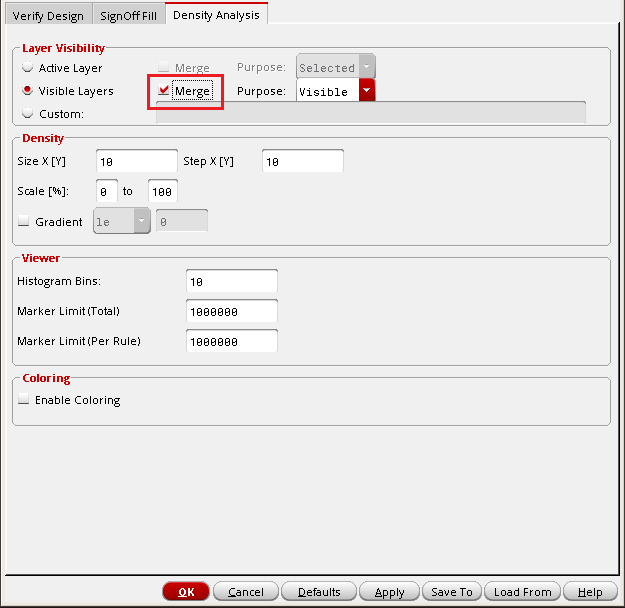 Verify Design SignOff Fill Density Analysis
Layer Visibility
Active Layer Merge Purpose: Selected
Visible Layers Merge Purpose: Visible
Custom:
Density
Size X [Y] 10 Step X [Y] 10
Scale [%]: 0 to 100
Gradient le 0
Viewer
Histogram Bins: 10
Marker Limit(Total) 1000000
Marker Limit(Per Rule) 1000000
Coloring
Enable Coloring
OK Cancel Defaults Apply Save To Load From Help